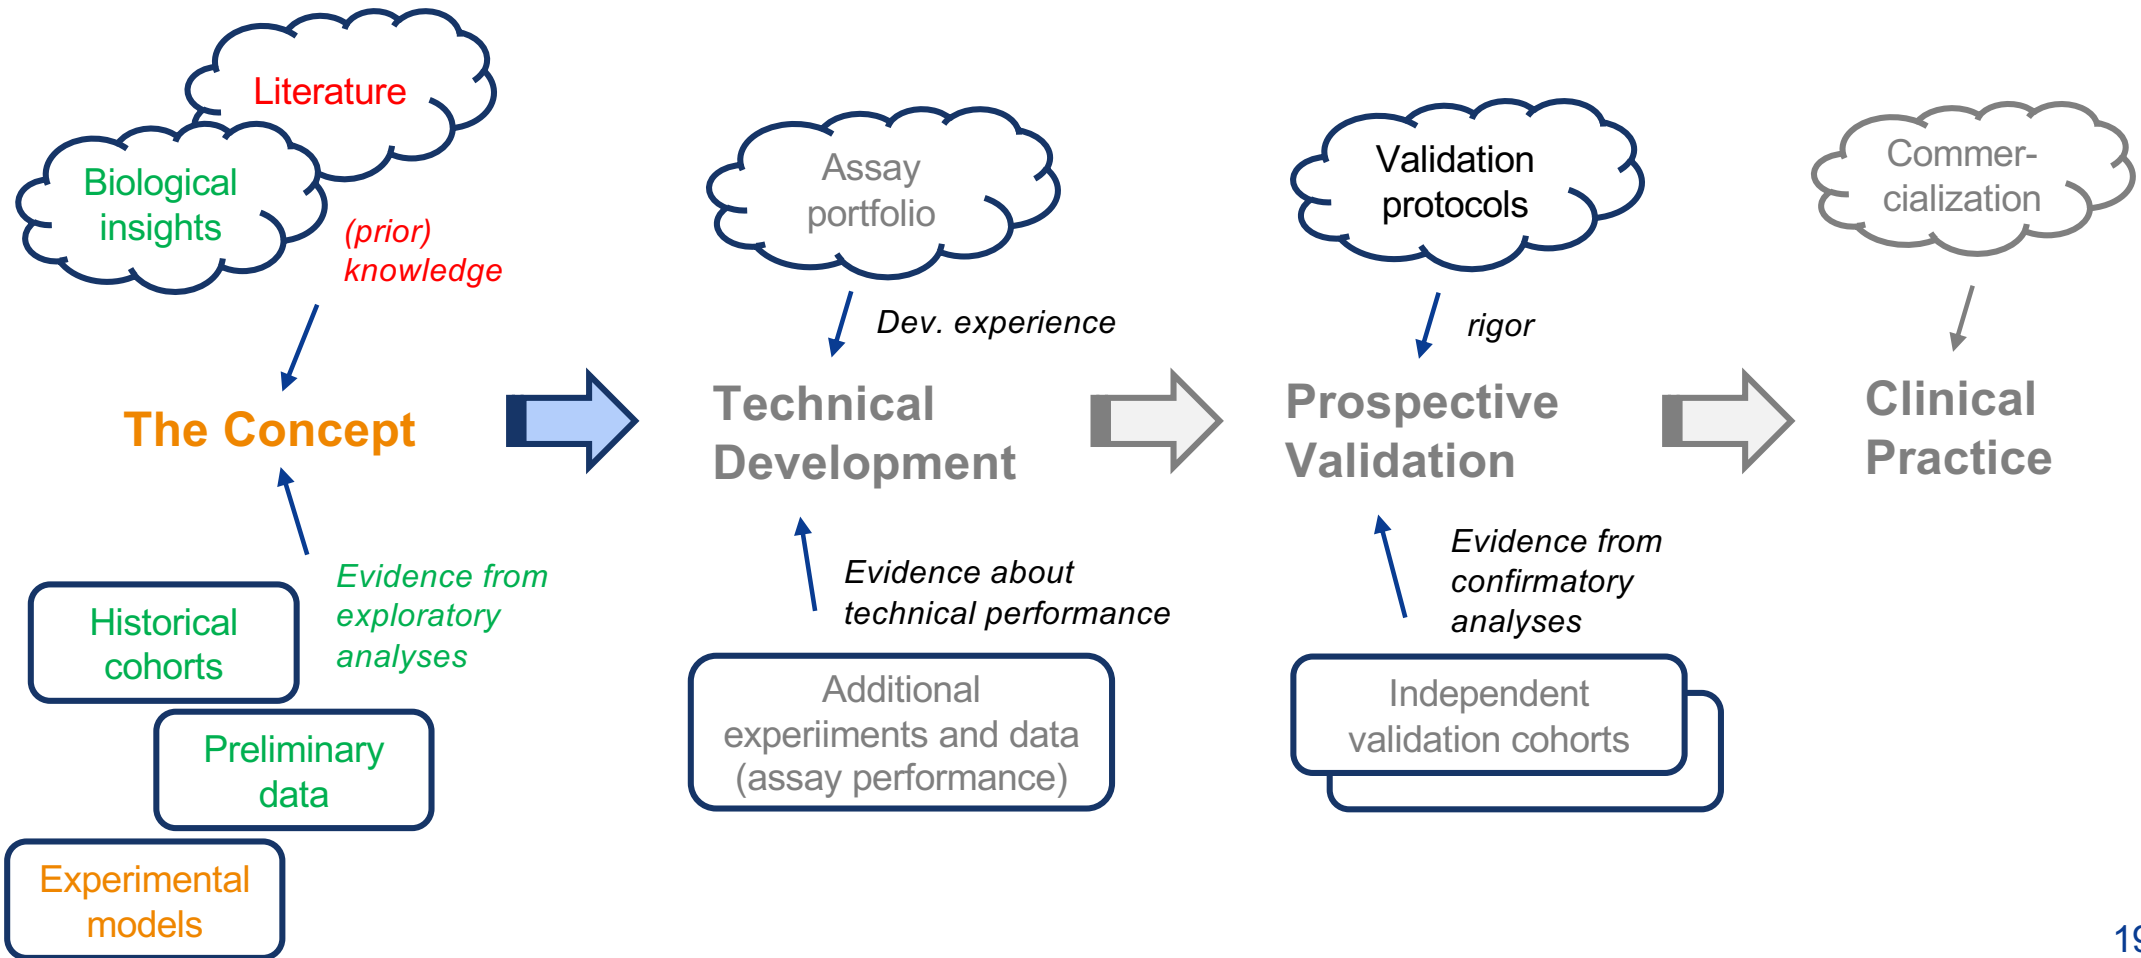 Literature
Biological
insights
(prior)
knowledge
The Concept
Evidence from
exploratory
analyses
Historical
cohorts
Preliminary
data
Experimental
models
Assay
portfolio
Dev. experience
Technical
Development
Evidence about
technical performance
Additional
experiiments and data
(assay performance)
Validation
protocols
rigor
Prospective
Validation
Evidence from
confirmatory
analyses
Independent
validation cohorts
Commer-
cialization
Clinical
Practice
19